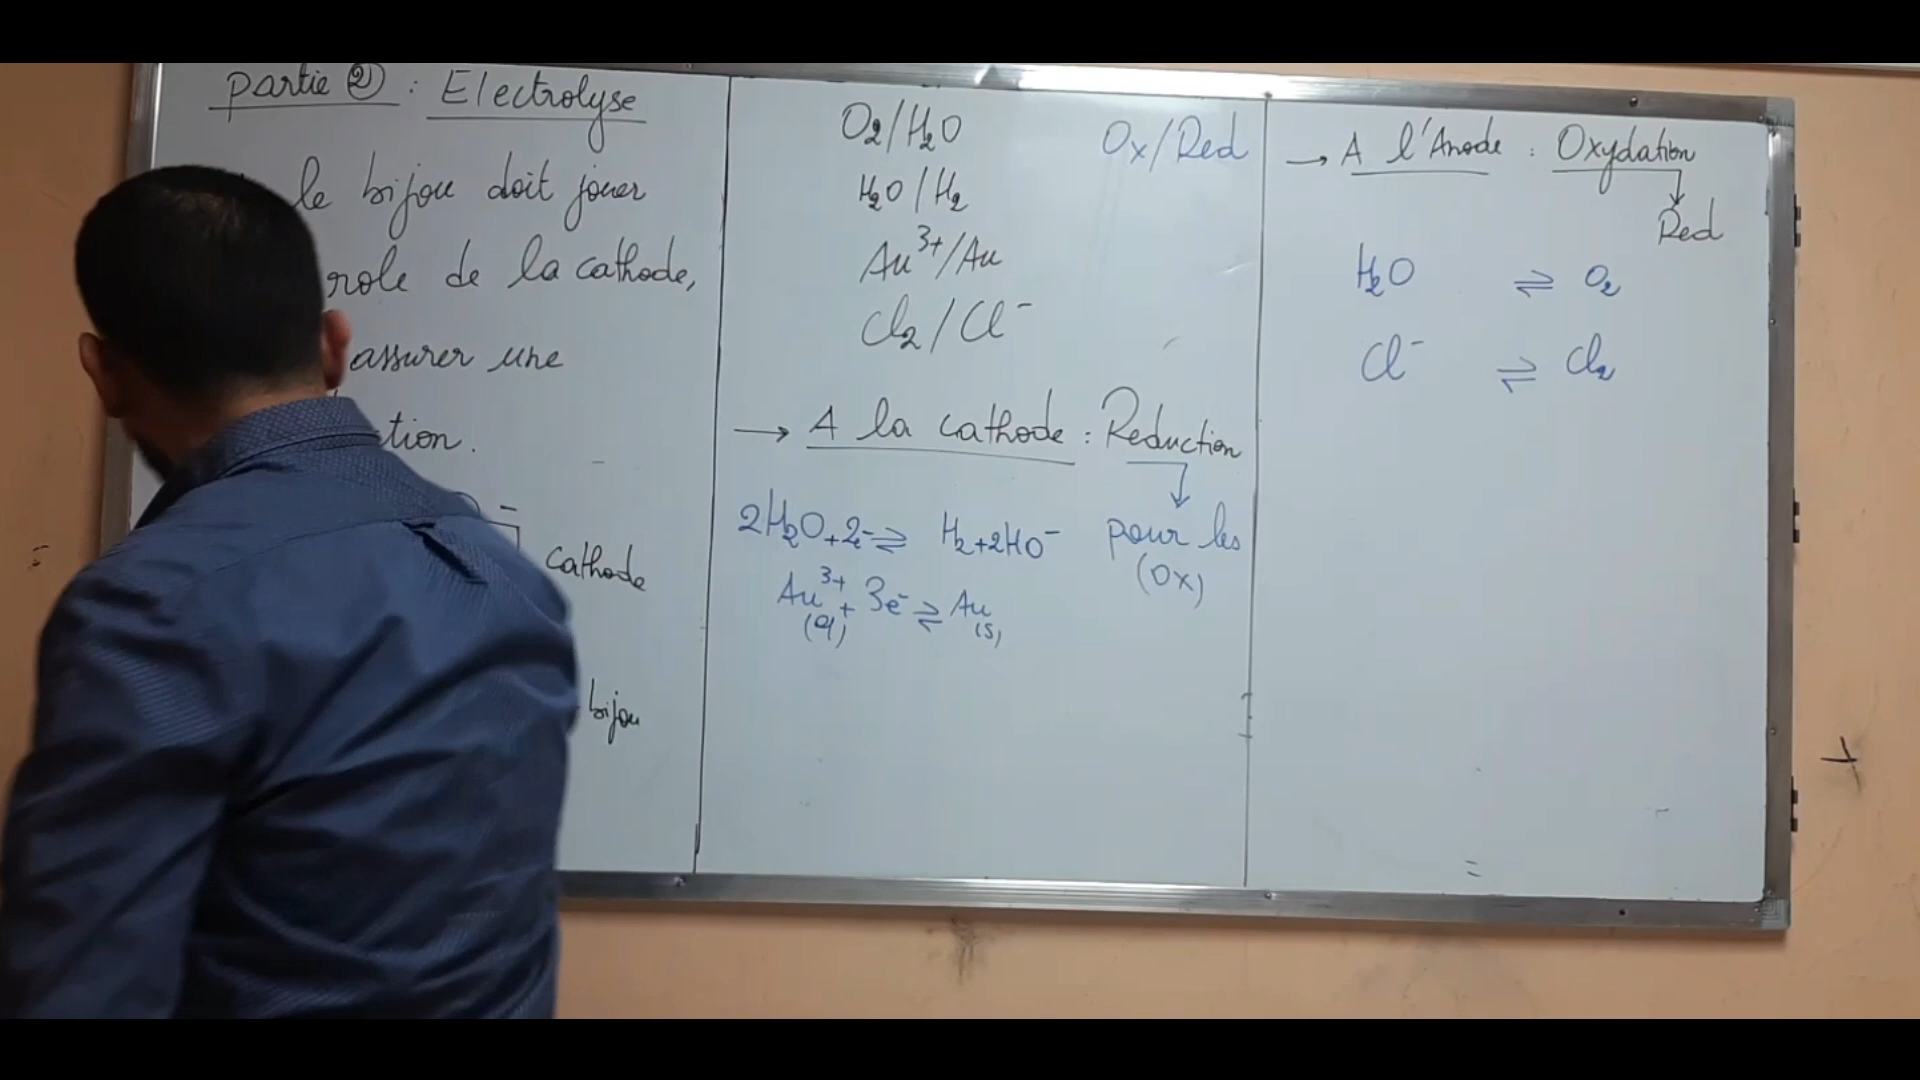 Partie ② : Electrolyse
le bijou doit jouer
role de la cathode,
assurer une
tion.
-
cathode
bijou
O2/H2O
Ox/Red
H2O/H2
Au3+/Au
Cl2/Cl-
→ A la cathode : Reduction
↓
2H2O+2e- ⇌ H2+2HO-
pour les
(Ox)
Au3+(aq) + 3e- ⇌ Au(s)
→ A l'Anode : Oxydation
↓
Red
H2O ⇌ O2
Cl- ⇌ Cl2